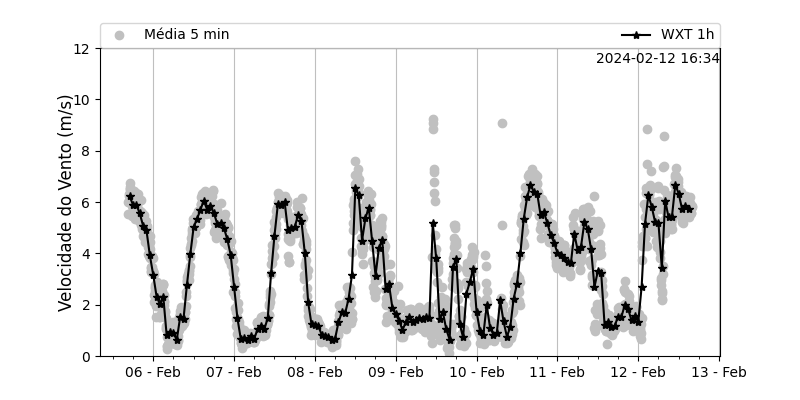 Média 5 min
WXT 1h
2024-02-12 16:34
Velocidade do Vento (m/s)
12
10
8
6
4
2
0
06 - Feb 07 - Feb 08 - Feb 09 - Feb 10 - Feb 11 - Feb 12 - Feb 13 - Feb